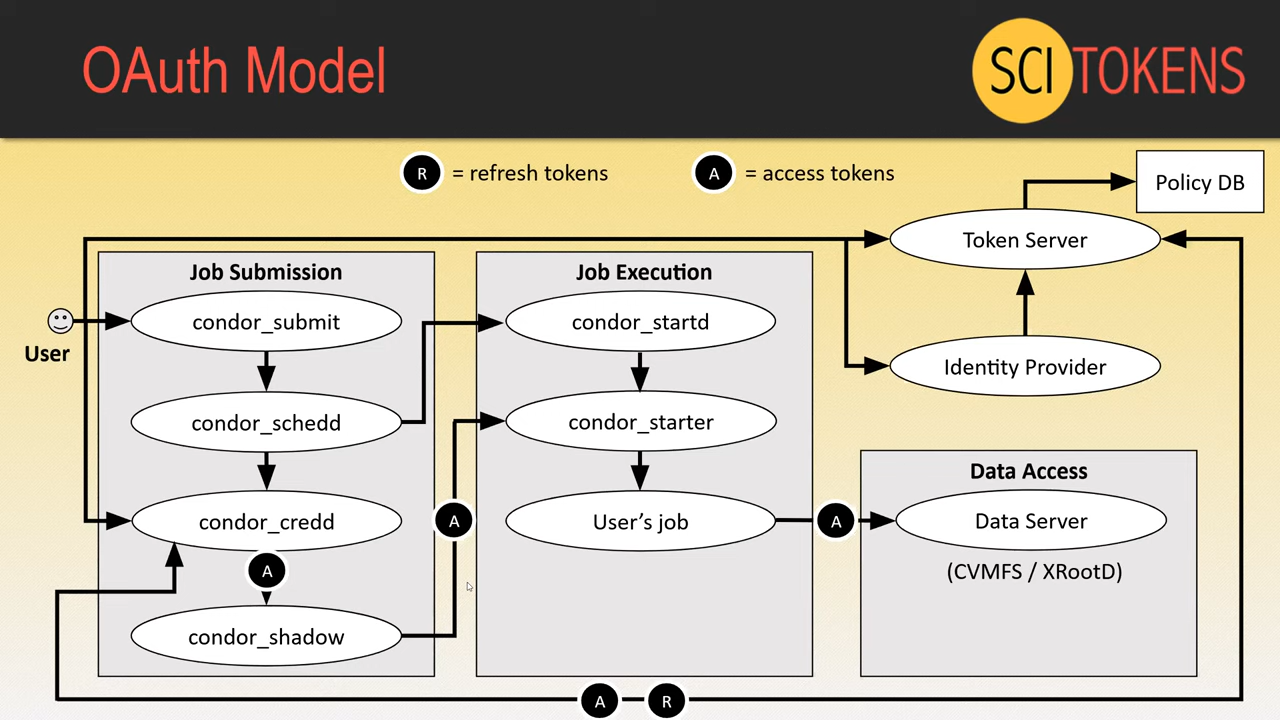 OAuth Model
SCI TOKENS
R = refresh tokens
A = access tokens
Policy DB
Token Server
Job Submission
Job Execution
condor_submit
condor_startd
User
Identity Provider
condor_schedd
condor_starter
Data Access
condor_credd
A
User's job
A
Data Server
A
(CVMFS / XRootD)
condor_shadow
A
R